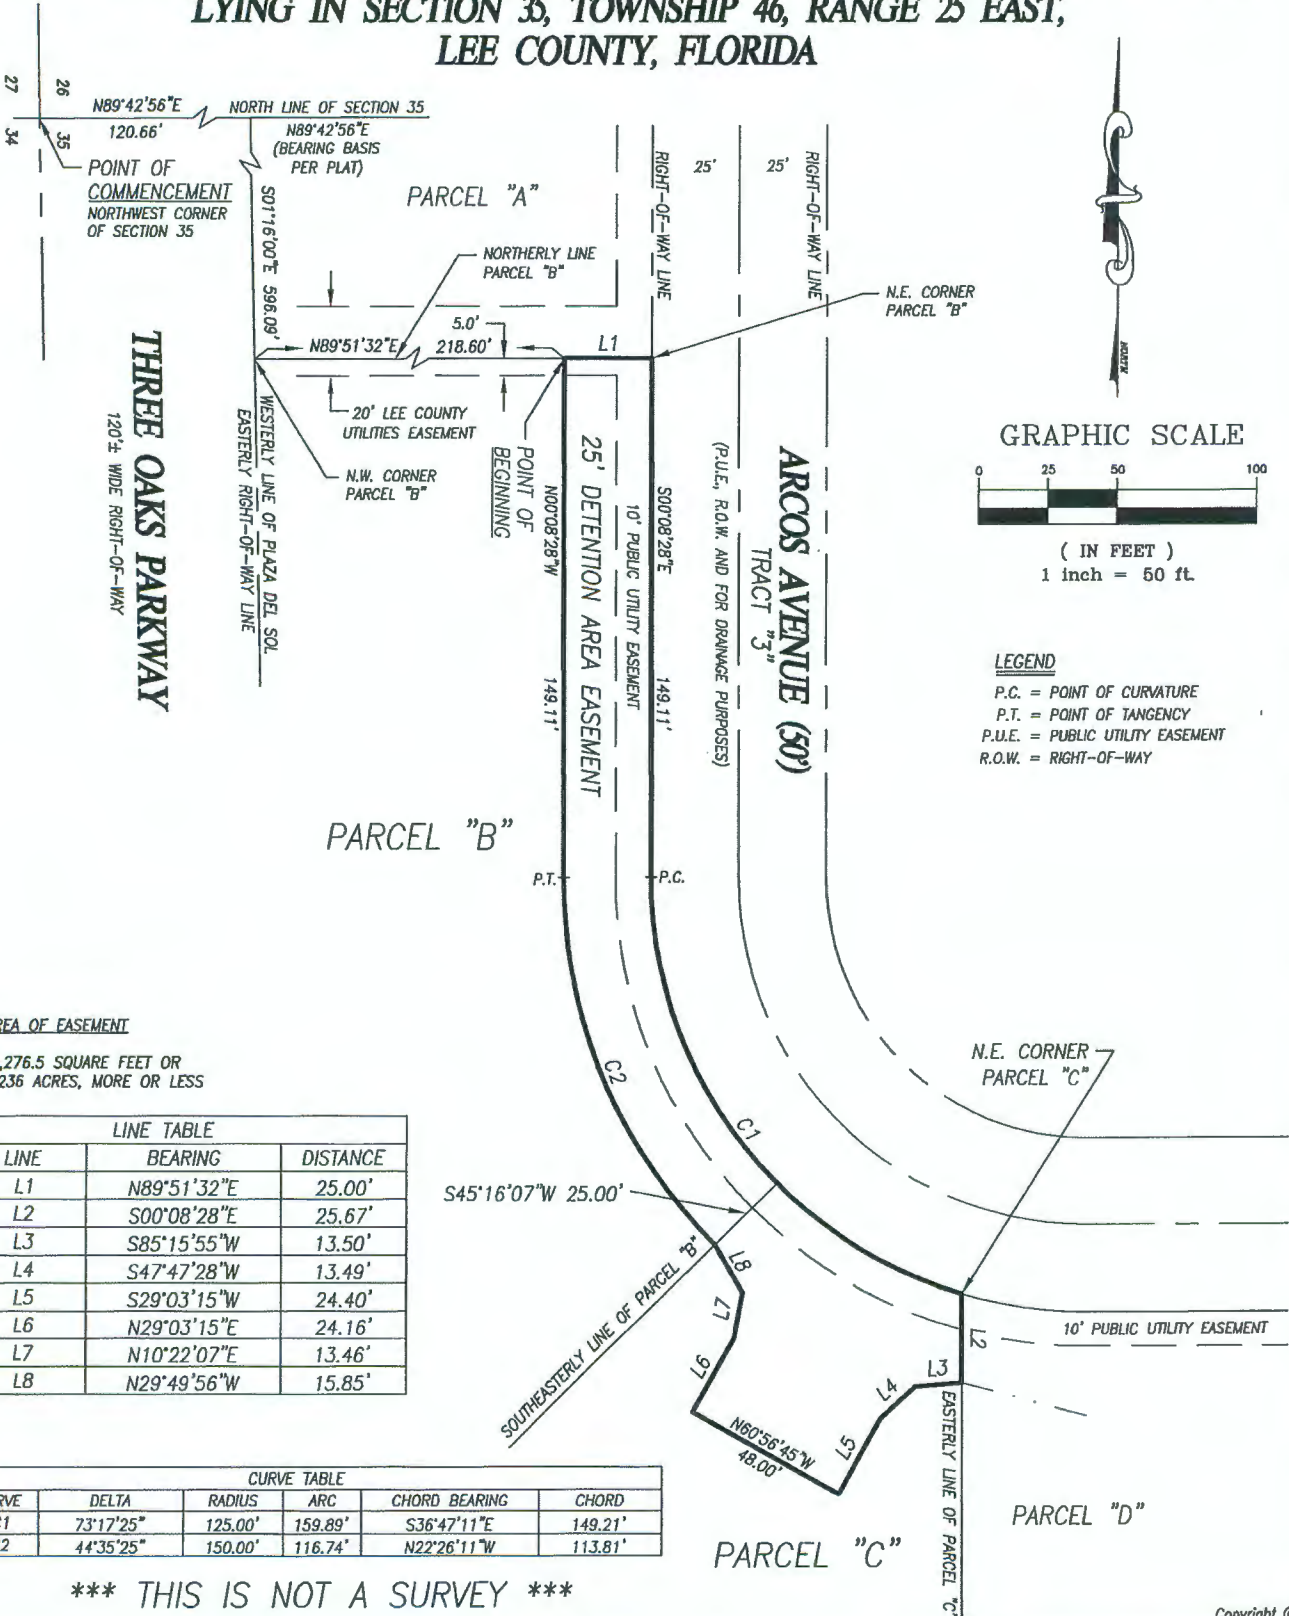 LYING IN SECTION 35, TOWNSHIP 46, RANGE 25 EAST,
LEE COUNTY, FLORIDA
27
26
34
35
N89°42'56"E
120.66'
NORTH LINE OF SECTION 35
N89°42'56"E
(BEARING BASIS
PER PLAT)
POINT OF
COMMENCEMENT
NORTHWEST CORNER
OF SECTION 35
S01°16'00"E 596.09'
PARCEL "A"
NORTHERLY LINE
PARCEL "B"
RIGHT-OF-WAY LINE
25'
25'
RIGHT-OF-WAY LINE
N.E. CORNER
PARCEL "B"
NORTH
N89°51'32"E
218.60'
5.0'
L1
20' LEE COUNTY
UTILITIES EASEMENT
N.W. CORNER
PARCEL "B"
POINT OF
BEGINNING
THREE OAKS PARKWAY
120'± WIDE RIGHT-OF-WAY
WESTERLY LINE OF PLAZA DEL SOL
EASTERLY RIGHT-OF-WAY LINE
N00°08'28"W
149.11'
25' DETENTION AREA EASEMENT
10' PUBLIC UTILITY EASEMENT
S00°08'28"E
149.11'
ARCOS AVENUE (50')
TRACT "3"
(P.U.E., R.O.W. AND FOR DRAINAGE PURPOSES)
GRAPHIC SCALE
0 25 50 100
( IN FEET )
1 inch = 50 ft.
LEGEND
P.C. = POINT OF CURVATURE
P.T. = POINT OF TANGENCY
P.U.E. = PUBLIC UTILITY EASEMENT
R.O.W. = RIGHT-OF-WAY
PARCEL "B"
P.T.
P.C.
C2
C1
N.E. CORNER
PARCEL "C"
REA OF EASEMENT
,276.5 SQUARE FEET OR
236 ACRES, MORE OR LESS
LINE TABLE
LINE BEARING DISTANCE
L1 N89°51'32"E 25.00'
L2 S00°08'28"E 25.67'
L3 S85°15'55"W 13.50'
L4 S47°47'28"W 13.49'
L5 S29°03'15"W 24.40'
L6 N29°03'15"E 24.16'
L7 N10°22'07"E 13.46'
L8 N29°49'56"W 15.85'
S45°16'07"W 25.00'
SOUTHEASTERLY LINE OF PARCEL "B"
L8
L7
L6
N60°56'45"W
48.00'
L5
L4
L3
L2
10' PUBLIC UTILITY EASEMENT
EASTERLY LINE OF PARCEL "C"
PARCEL "D"
PARCEL "C"
CURVE TABLE
RVE DELTA RADIUS ARC CHORD BEARING CHORD
1 73°17'25" 125.00' 159.89' S36°47'11"E 149.21'
2 44°35'25" 150.00' 116.74' N22°26'11"W 113.81'
*** THIS IS NOT A SURVEY ***
Copyright ©